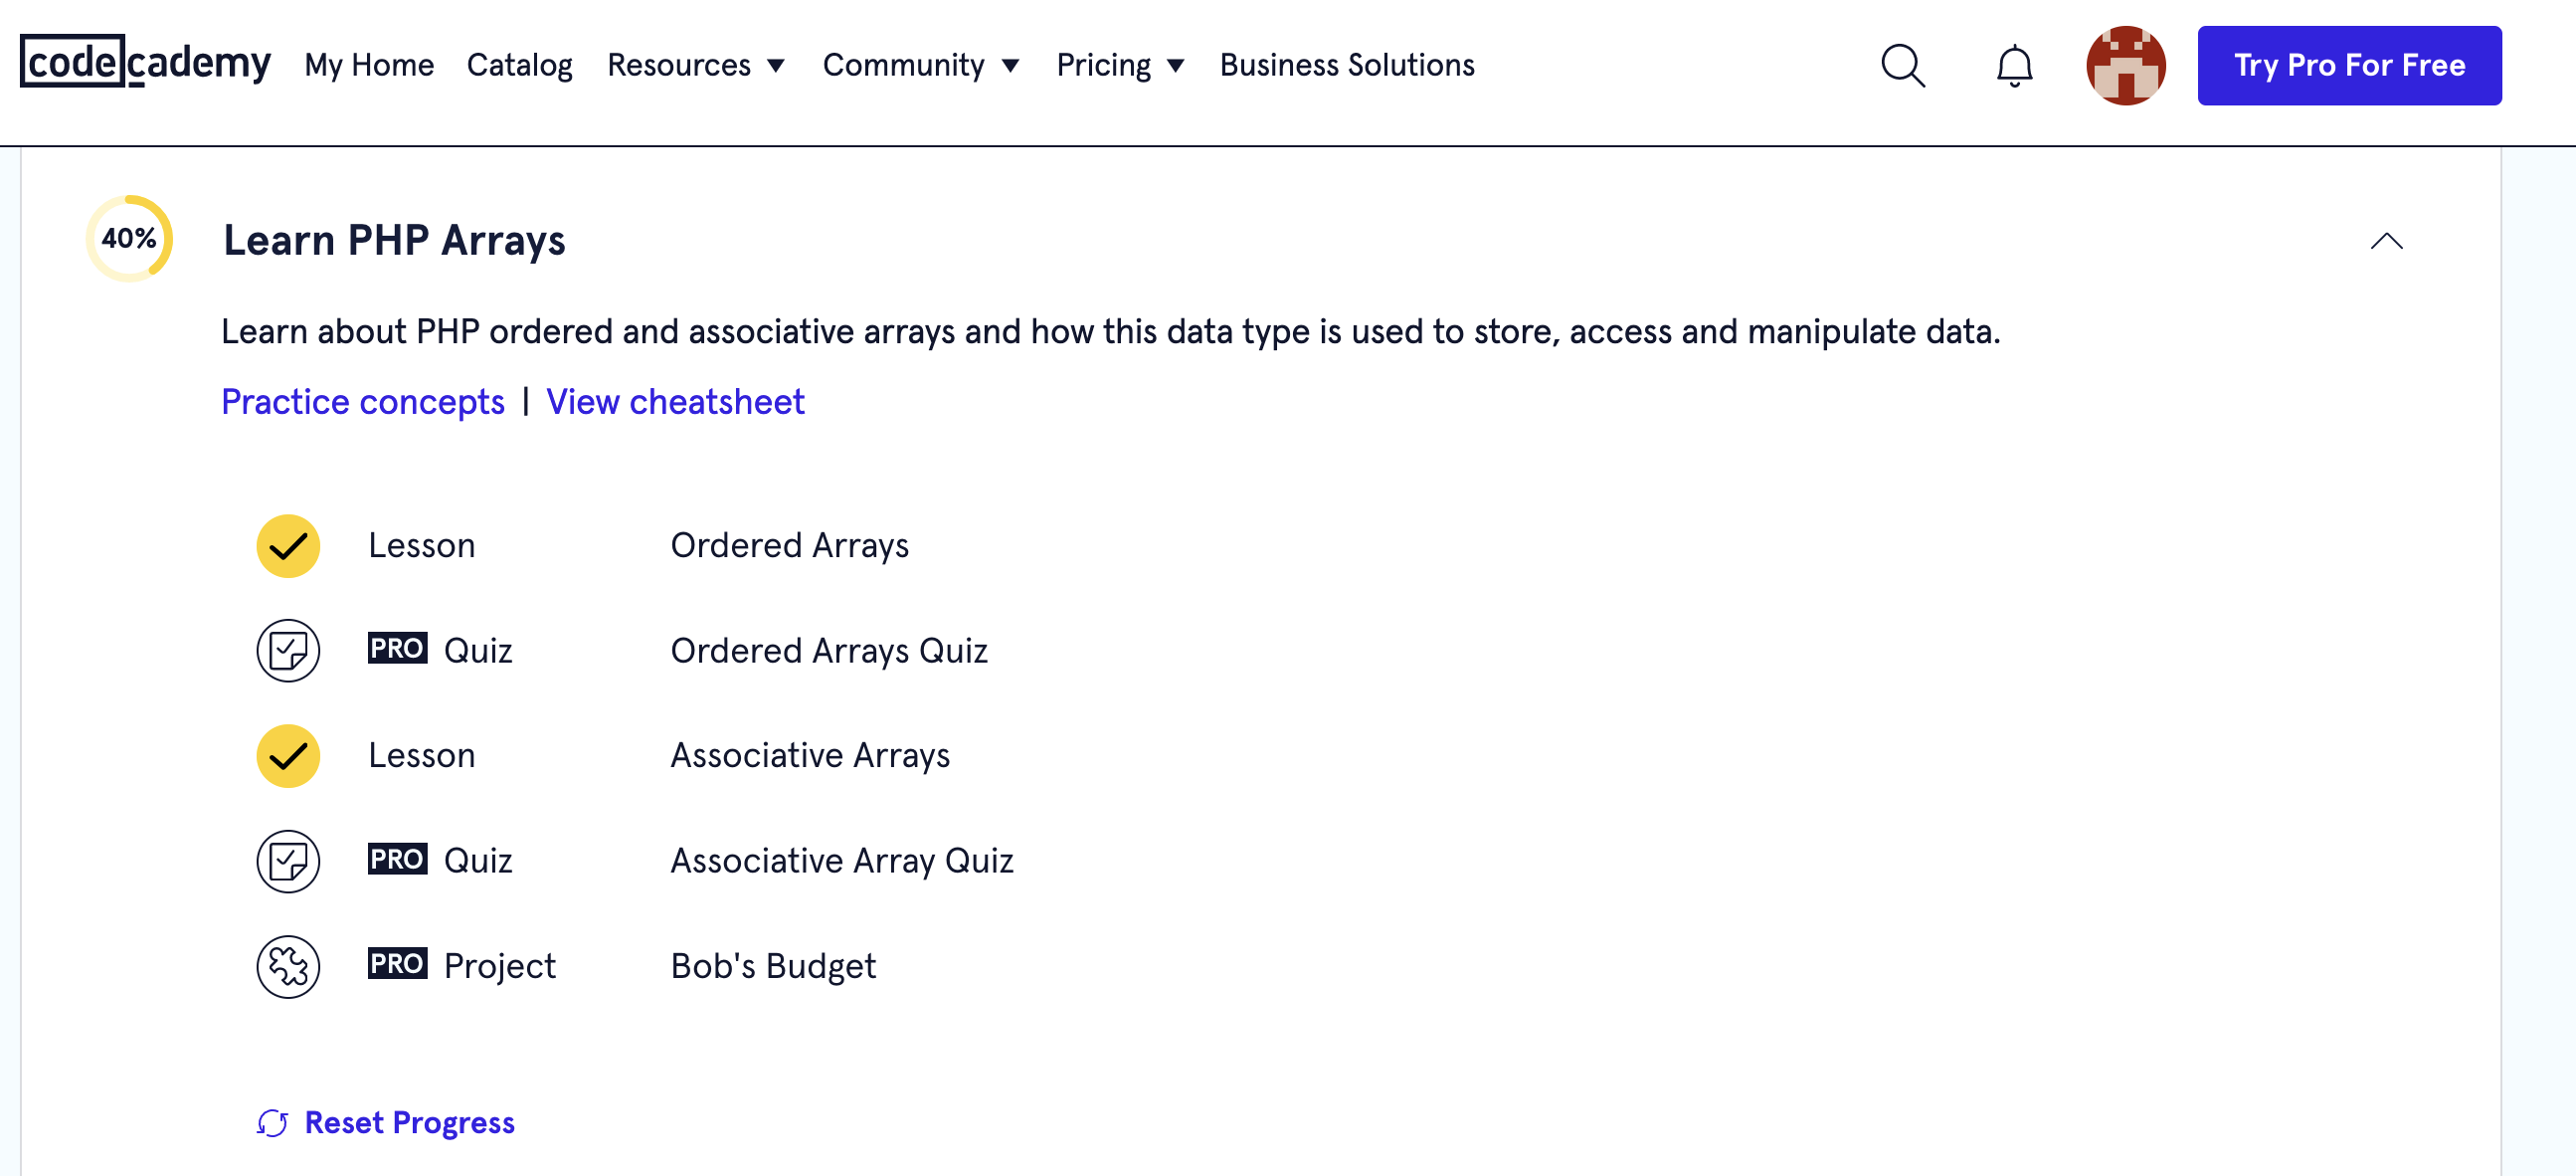 codecademy My Home Catalog Resources Community Pricing Business Solutions Try Pro For Free
40% Learn PHP Arrays
Learn about PHP ordered and associative arrays and how this data type is used to store, access and manipulate data.
Practice concepts | View cheatsheet
Lesson Ordered Arrays
PRO Quiz Ordered Arrays Quiz
Lesson Associative Arrays
PRO Quiz Associative Array Quiz
PRO Project Bob's Budget
Reset Progress